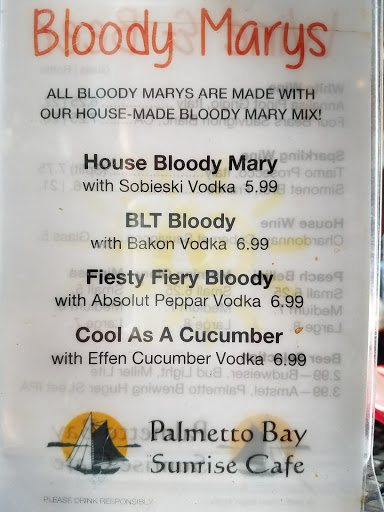 Bloody Marys
ALL BLOODY MARYS ARE MADE WITH
OUR HOUSE-MADE BLOODY MARY MIX!
House Bloody Mary
with Sobieski Vodka 5.99
BLT Bloody
with Bakon Vodka 6.99
Fiesty Fiery Bloody
with Absolut Peppar Vodka 6.99
Cool As A Cucumber
with Effen Cucumber Vodka 6.99
Palmetto Bay
Sunrise Cafe
PLEASE DRINK RESPONSIBLY.